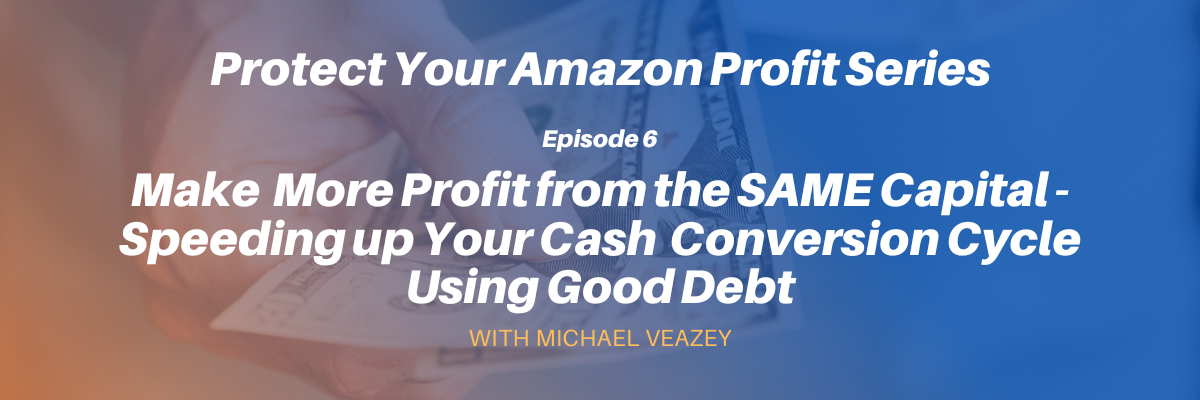 Protect Your Amazon Profit Series
Episode 6
Make More Profit from the SAME Capital -
Speeding up Your Cash Conversion Cycle
Using Good Debt
WITH MICHAEL VEAZEY